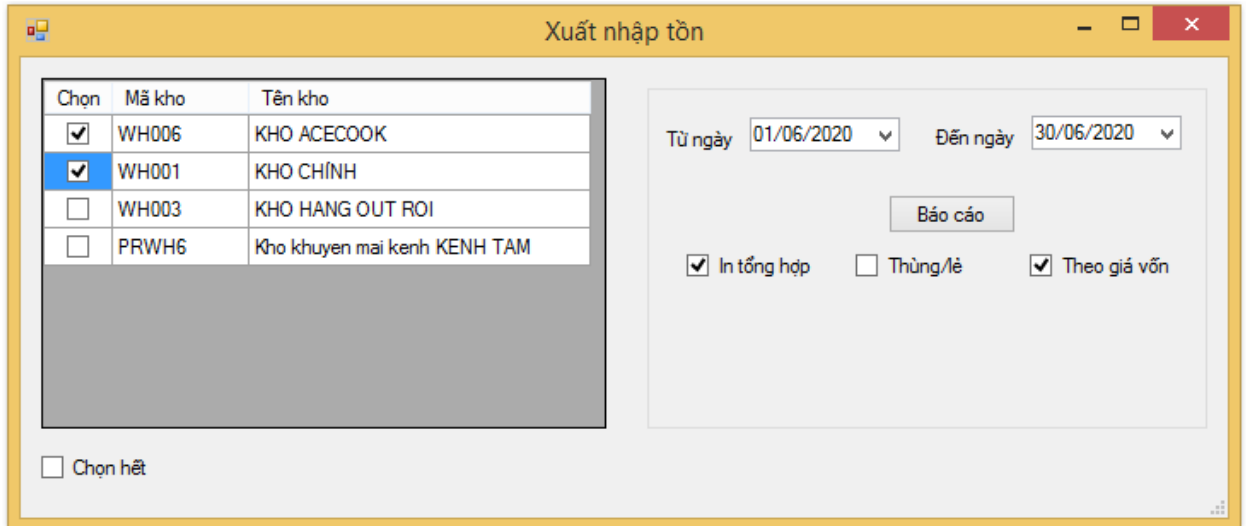 Xuất nhập tồn
Chọn Mã kho Tên kho
WH006 KHO ACECOOK
WH001 KHO CHÍNH
WH003 KHO HANG OUT ROI
PRWH6 Kho khuyen mai kenh KENH TAM
Từ ngày 01/06/2020 Đến ngày 30/06/2020
Báo cáo
In tổng hợp Thùng/lẻ Theo giá vốn
Chọn hết